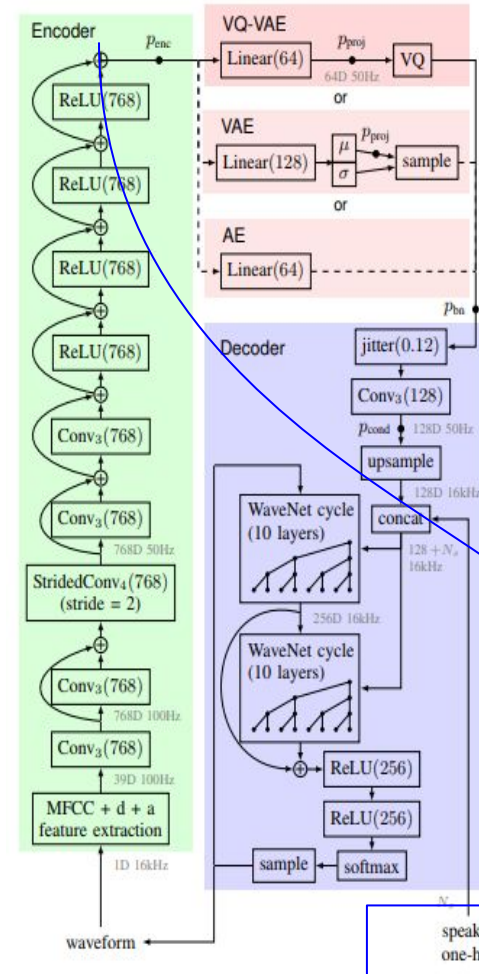 Encoder
p_enc
ReLU(768)
ReLU(768)
ReLU(768)
ReLU(768)
Conv₃(768)
Conv₃(768)
768D 50Hz
StridedConv₄(768)
(stride = 2)
Conv₃(768)
768D 100Hz
Conv₃(768)
39D 100Hz
MFCC + d + a
feature extraction
1D 16kHz
waveform
VQ-VAE
Linear(64)
p_proj
VQ
64D 50Hz
or
VAE
Linear(128)
μ
σ
p_proj
sample
or
AE
Linear(64)
p_bn
Decoder
jitter(0.12)
Conv₃(128)
p_cond
128D 50Hz
upsample
128D 16kHz
concat
128 + Nₛ
16kHz
WaveNet cycle
(10 layers)
256D 16kHz
WaveNet cycle
(10 layers)
ReLU(256)
ReLU(256)
softmax
sample
Nₛ
speak
one-h